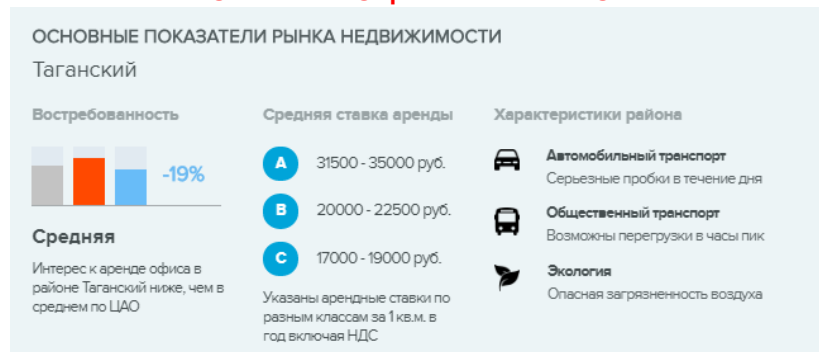 ОСНОВНЫЕ ПОКАЗАТЕЛИ РЫНКА НЕДВИЖИМОСТИ
Таганский
Востребованность
-19%
Средняя
Интерес к аренде офиса в
районе Таганский ниже, чем в
среднем по ЦАО
Средняя ставка аренды
A 31500 - 35000 руб.
B 20000 - 22500 руб.
C 17000 - 19000 руб.
Указаны арендные ставки по
разным классам за 1 кв.м. в
год включая НДС
Характеристики района
Автомобильный транспорт
Серьезные пробки в течение дня
Общественный транспорт
Возможны перегрузки в часы пик
Экология
Опасная загрязненность воздуха